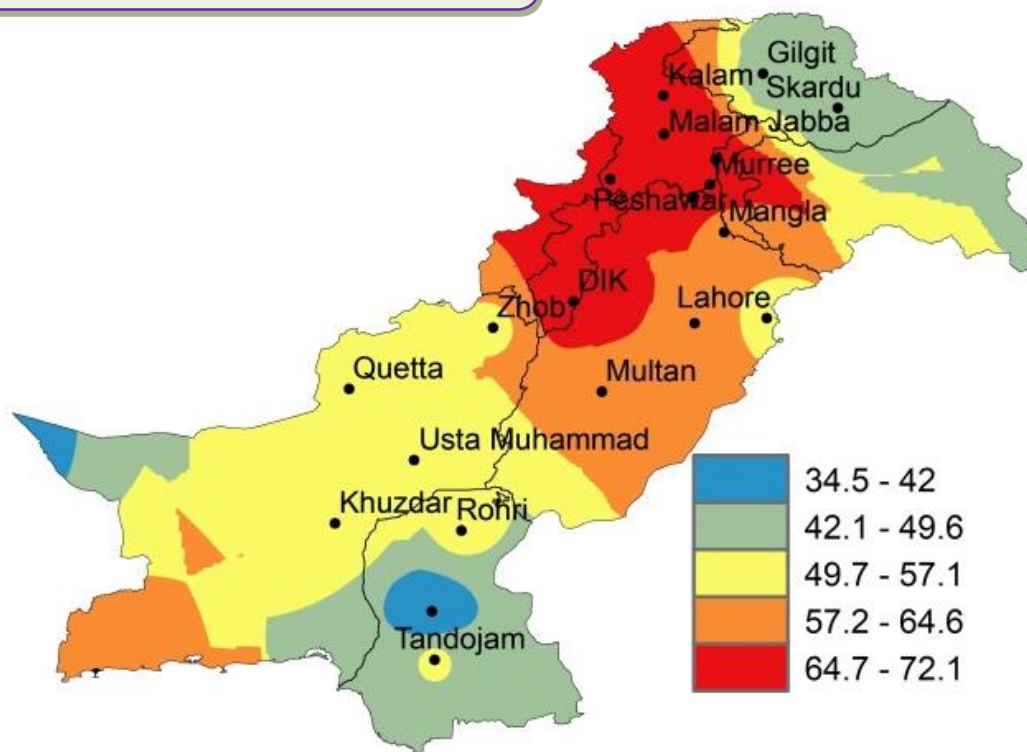 Gilgit
Kalam
Skardu
Malam Jabba
Murree
Peshawar
Mangla
DIK
Lahore
Zhob
Quetta
Multan
Usta Muhammad
Khuzdar
Rohri
Tandojam
34.5 - 42
42.1 - 49.6
49.7 - 57.1
57.2 - 64.6
64.7 - 72.1